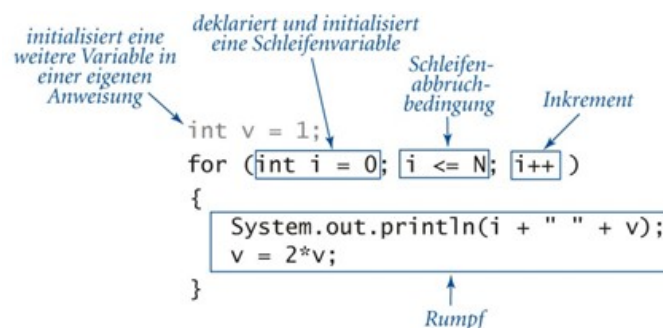 initialisiert eine
weitere Variable in
einer eigenen
Anweisung
deklariert und initialisiert
eine Schleifenvariable
Schleifen-
abbruch-
bedingung
Inkrement
int v = 1;
for (int i = 0; i <= N; i++ )
{
System.out.println(i + " " + v);
v = 2*v;
}
Rumpf